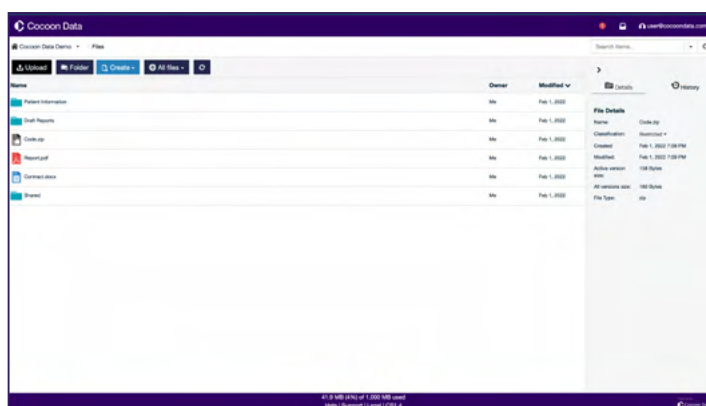 Cocoon Data
user@cocoondata.com
Cocoon Data Demo Files
Search Items...
Upload Folder Create All files
Details History
Name Owner Modified
Patient Information Me Feb 1, 2022
Draft Reports Me Feb 1, 2022
Code.zip Me Feb 1, 2022
Report.pdf Me Feb 1, 2022
Contract.docx Me Feb 1, 2022
Shared Me Feb 1, 2022
File Details
Name: Code.zip
Classification: Restricted
Created: Feb 1, 2022 7:09 PM
Modified: Feb 1, 2022 7:09 PM
Active version size: 158 Bytes
All versions size:
File Type: zip
41.9 MB (4%) of 1,000 MB used
Help | Support | Legal |